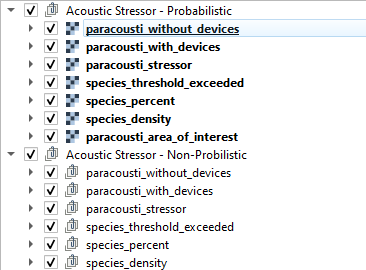 Acoustic Stressor - Probabilistic
paracousti_without_devices
paracousti_with_devices
paracousti_stressor
species_threshold_exceeded
species_percent
species_density
paracousti_area_of_interest
Acoustic Stressor - Non-Probilistic
paracousti_without_devices
paracousti_with_devices
paracousti_stressor
species_threshold_exceeded
species_percent
species_density